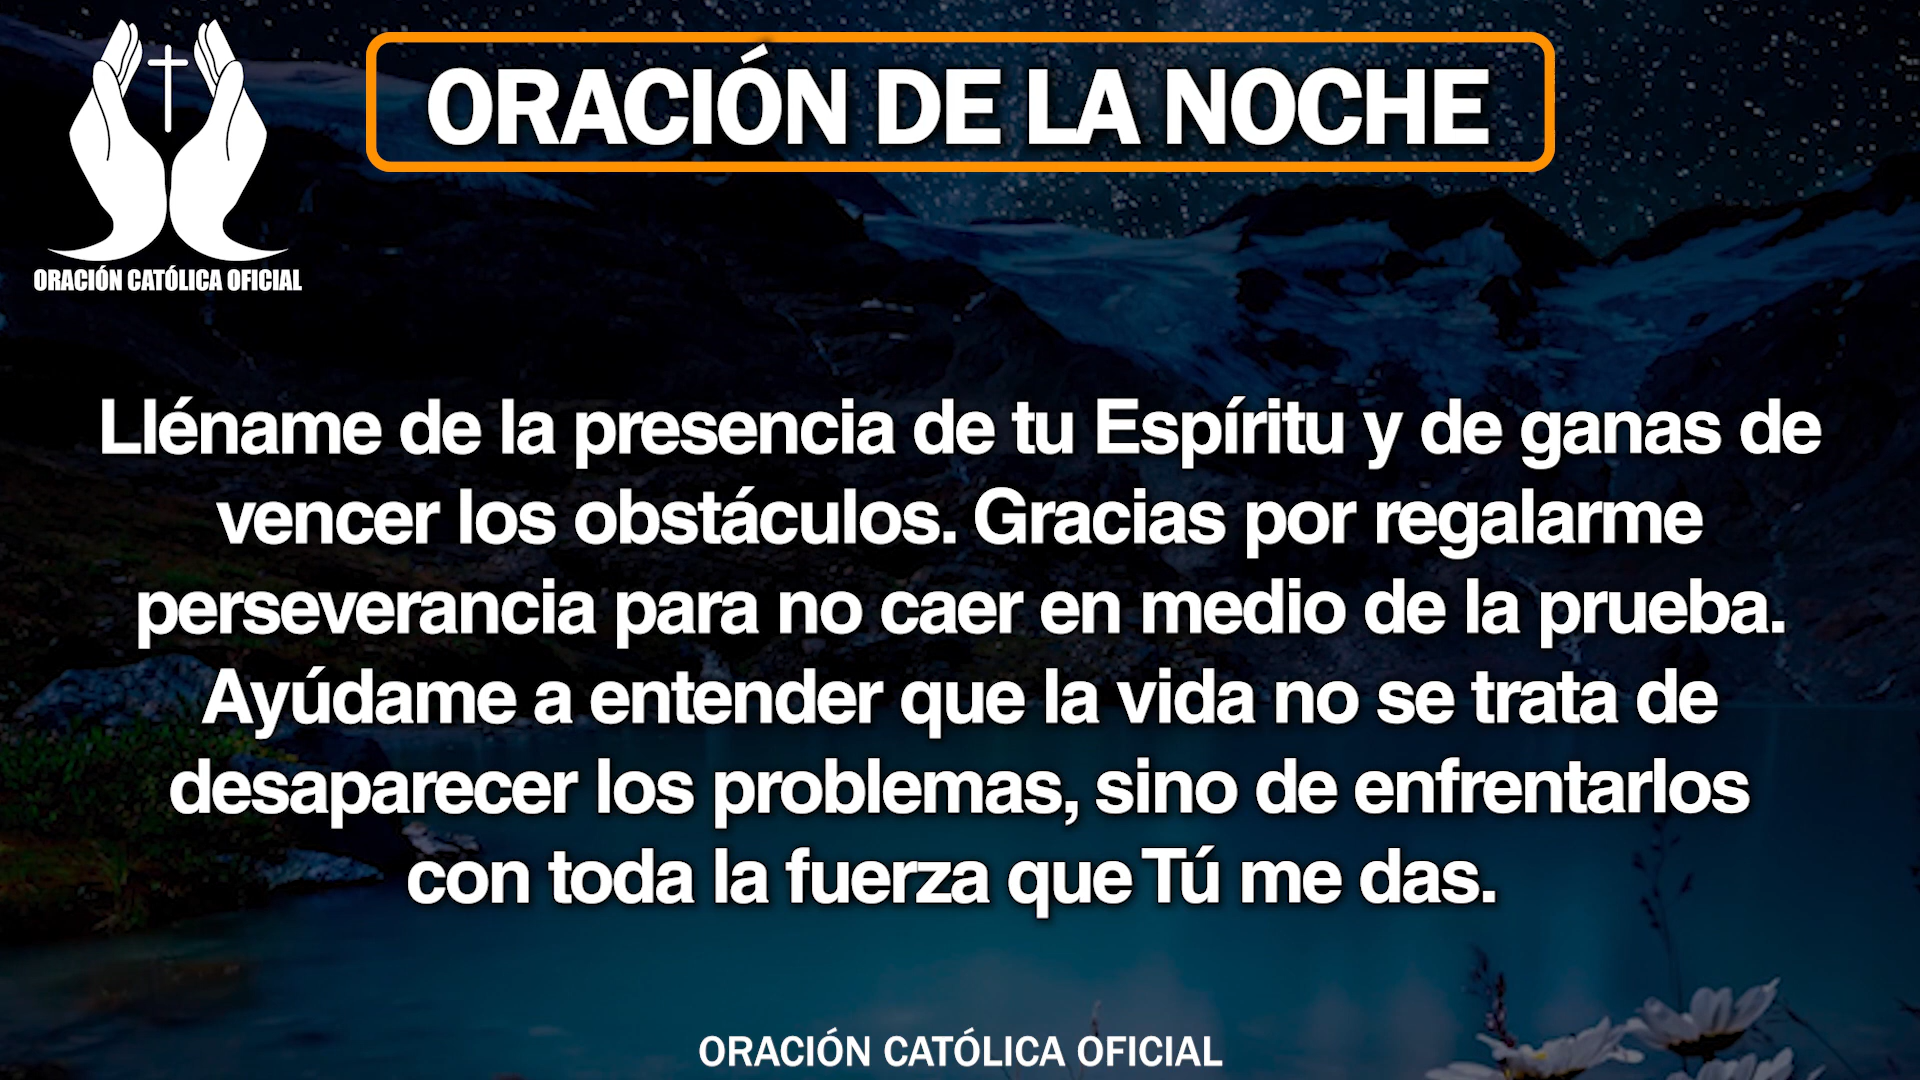 ORACIÓN DE LA NOCHE
ORACIÓN CATÓLICA OFICIAL
Lléname de la presencia de tu Espíritu y de ganas de
vencer los obstáculos. Gracias por regalarme
perseverancia para no caer en medio de la prueba.
Ayúdame a entender que la vida no se trata de
desaparecer los problemas, sino de enfrentarlos
con toda la fuerza que Tú me das.
ORACIÓN CATÓLICA OFICIAL